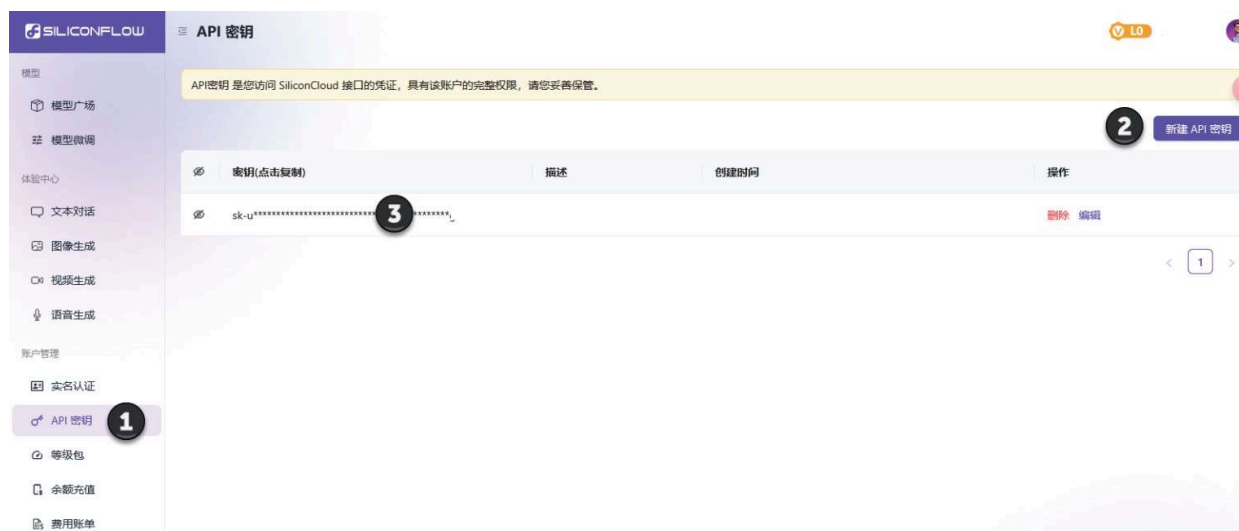 SILICONFLOW
API 密钥
L0
模型
API密钥 是您访问 SiliconCloud 接口的凭证，具有该账户的完整权限，请您妥善保管。
模型广场
2
新建 API 密钥
模型微调
密钥(点击复制)
描述
创建时间
操作
体验中心
文本对话
sk-u***************************
3
********
删除
编辑
图像生成
<
1
>
视频生成
语音生成
账户管理
实名认证
API 密钥
1
等级包
余额充值
费用账单